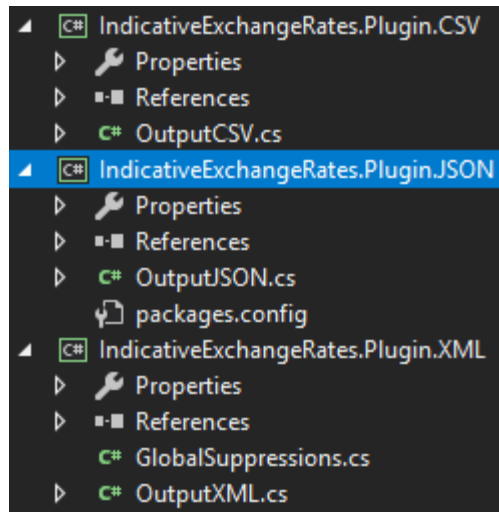 C# IndicativeExchangeRates.Plugin.CSV
Properties
References
C# OutputCSV.cs
C# IndicativeExchangeRates.Plugin.JSON
Properties
References
C# OutputJSON.cs
packages.config
C# IndicativeExchangeRates.Plugin.XML
Properties
References
C# GlobalSuppressions.cs
C# OutputXML.cs